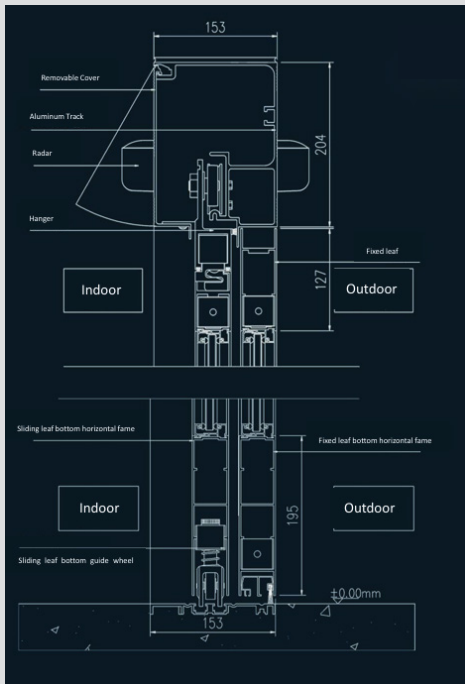 153
Removable Cover
Aluminum Track
204
Radar
Hanger
Fixed leaf
127
Indoor
Outdoor
Sliding leaf bottom horizontal fame
Fixed leaf bottom horizontal fame
Indoor
195
Outdoor
Sliding leaf bottom guide wheel
±0.00mm
153